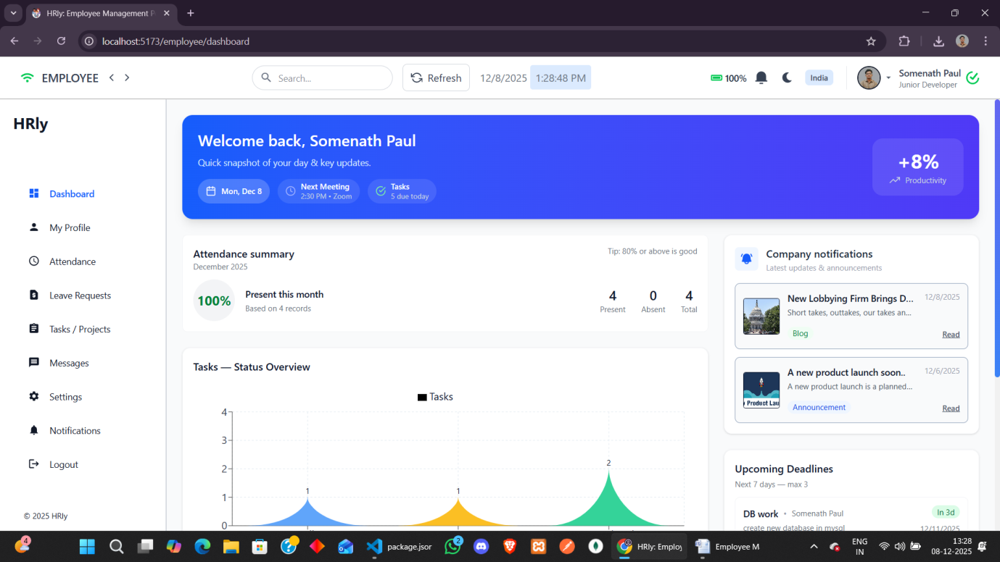 HRly: Employee Management P
localhost:5173/employee/dashboard
EMPLOYEE
Search...
Refresh
12/8/2025
1:28:48 PM
100%
India
Somenath Paul
Junior Developer
HRly
Dashboard
My Profile
Attendance
Leave Requests
Tasks / Projects
Messages
Settings
Notifications
Logout
© 2025 HRly
Welcome back, Somenath Paul
Quick snapshot of your day & key updates.
Mon, Dec 8
Next Meeting
2:30 PM • Zoom
Tasks
5 due today
+8%
Productivity
Attendance summary
December 2025
Tip: 80% or above is good
100%
Present this month
Based on 4 records
4
Present
0
Absent
4
Total
Tasks — Status Overview
Tasks
4
3
2
1
0
1
1
2
Company notifications
Latest updates & announcements
New Lobbying Firm Brings D...
12/8/2025
Short takes, outtakes, our takes an...
Blog
Read
A new product launch soon..
12/6/2025
A new product launch is a planned...
Announcement
Read
Product Lau
Upcoming Deadlines
Next 7 days — max 3
DB work • Somenath Paul
In 3d
create new database in mysql
12/11/2025
4
package.jsor
2
HRly: Employ
Employee M
ENG
IN
13:28
08-12-2025